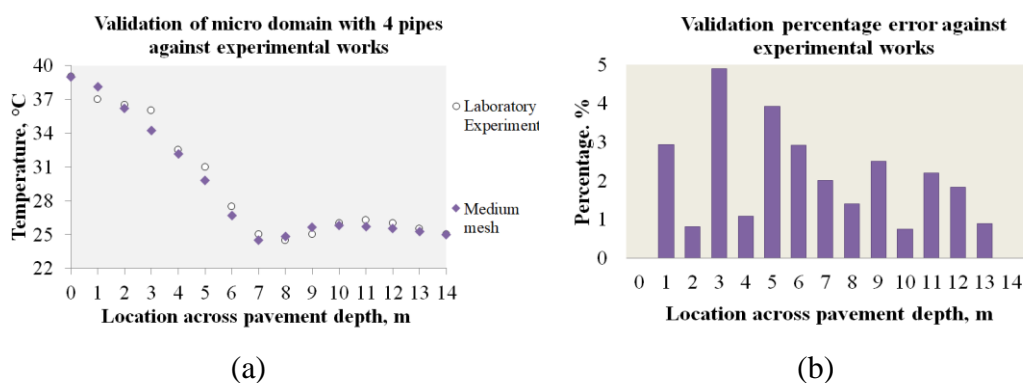 Validation of micro domain with 4 pipes
against experimental works
40
37
34
31
28
25
22
Temperature, °C
0 1 2 3 4 5 6 7 8 9 10 11 12 13 14
Location across pavement depth, m
Laboratory
Experiment
Medium
mesh
(a)
Validation percentage error against
experimental works
5
4
3
2
1
0
Percentage. %
0 1 2 3 4 5 6 7 8 9 10 11 12 13 14
Location across pavement depth, m
(b)